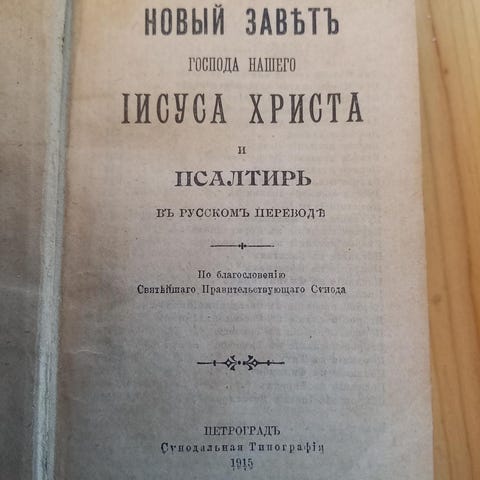 НОВЫЙ ЗАВѢТЪ
ГОСПОДА НАШЕГО
ІИСУСА ХРИСТА
И
ПСАЛТИРЬ
ВЪ РУССКОМЪ ПЕРЕВОДѢ
По благословенію
Святѣйшаго Правительствующаго Сѵнода
ПЕТРОГРАДЪ
Сѵнодальная Типографія
1915